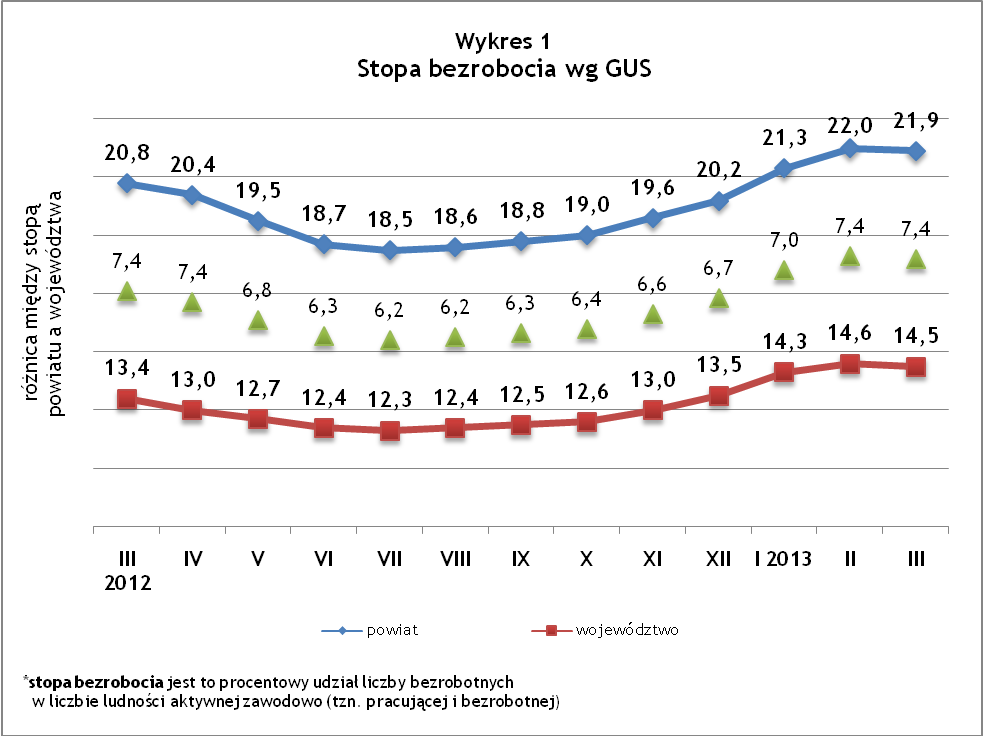 Wykres 1
Stopa bezrobocia wg GUS
różnica między stopą
powiatu a województwa
20,8 20,4 19,5 18,7 18,5 18,6 18,8 19,0 19,6 20,2 21,3 22,0 21,9
7,4 7,4 6,8 6,3 6,2 6,2 6,3 6,4 6,6 6,7 7,0 7,4 7,4
13,4 13,0 12,7 12,4 12,3 12,4 12,5 12,6 13,0 13,5 14,3 14,6 14,5
III IV V VI VII VIII IX X XI XII I 2013 II III
2012
powiat województwo
*stopa bezrobocia jest to procentowy udział liczby bezrobotnych
w liczbie ludności aktywnej zawodowo (tzn. pracującej i bezrobotnej)